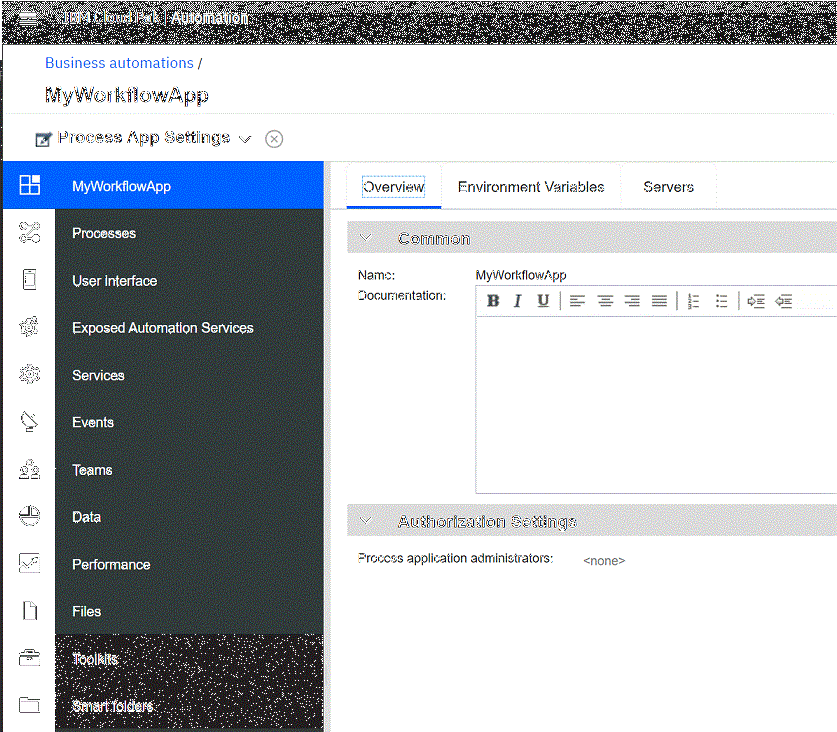 IBM Cloud Pak | Automation
Business automations /
MyWorkflowApp
Process App Settings
MyWorkflowApp
Processes
User Interface
Exposed Automation Services
Services
Events
Teams
Data
Performance
Files
Toolkits
Smart folders
Overview Environment Variables Servers
Common
Name: MyWorkflowApp
Documentation:
B I U
Authorization Settings
Process application administrators: <none>